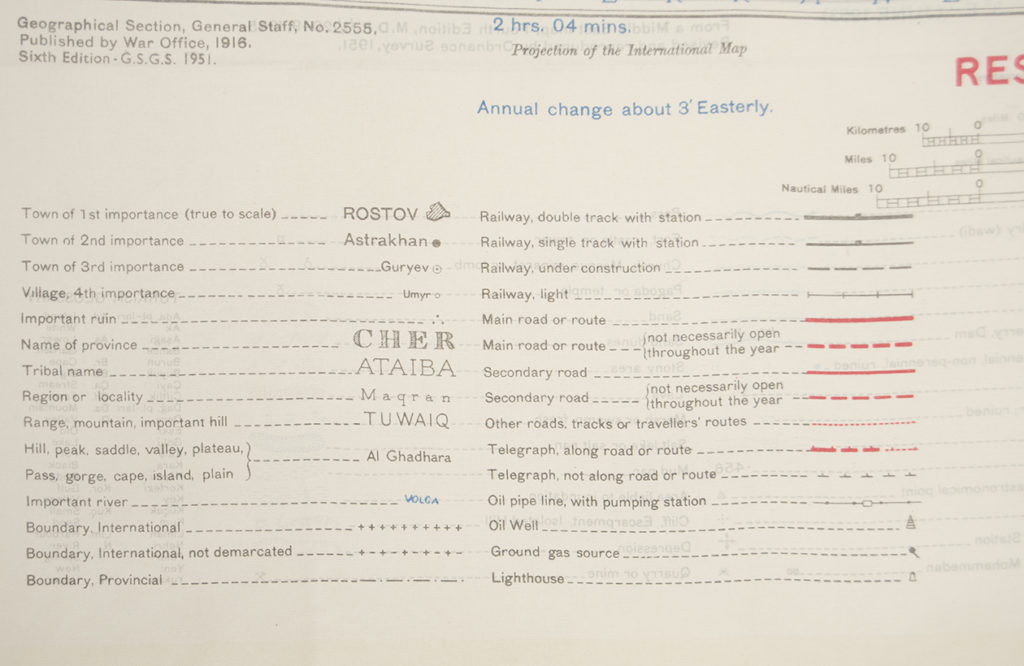 Geographical Section, General Staff, No. 2555.
Published by War Office, 1916.
Sixth Edition - G.S.G.S. 1951.
2 hrs. 04 mins.
Projection of the International Map
RES
Annual change about 3' Easterly.
Kilometres 10 0
Miles 10 0
Nautical Miles 10 0
Town of 1st importance (true to scale) ROSTOV
Town of 2nd importance Astrakhan
Town of 3rd importance Guryev
Village, 4th importance Umyr
Important ruin
Name of province CHER
Tribal name ATAIBA
Region or locality Maqran
Range, mountain, important hill TUWAIQ
Hill, peak, saddle, valley, plateau,
Pass, gorge, cape, island, plain
Al Ghadhara
Important river VOLGA
Boundary, International
Boundary, International, not demarcated
Boundary, Provincial
Railway, double track with station
Railway, single track with station
Railway, under construction
Railway, light
Main road or route
Main road or route {not necessarily open
throughout the year
Secondary road
Secondary road {not necessarily open
throughout the year
Other roads, tracks or travellers' routes
Telegraph, along road or route
Telegraph, not along road or route
Oil pipe line, with pumping station
Oil Well
Ground gas source
Lighthouse